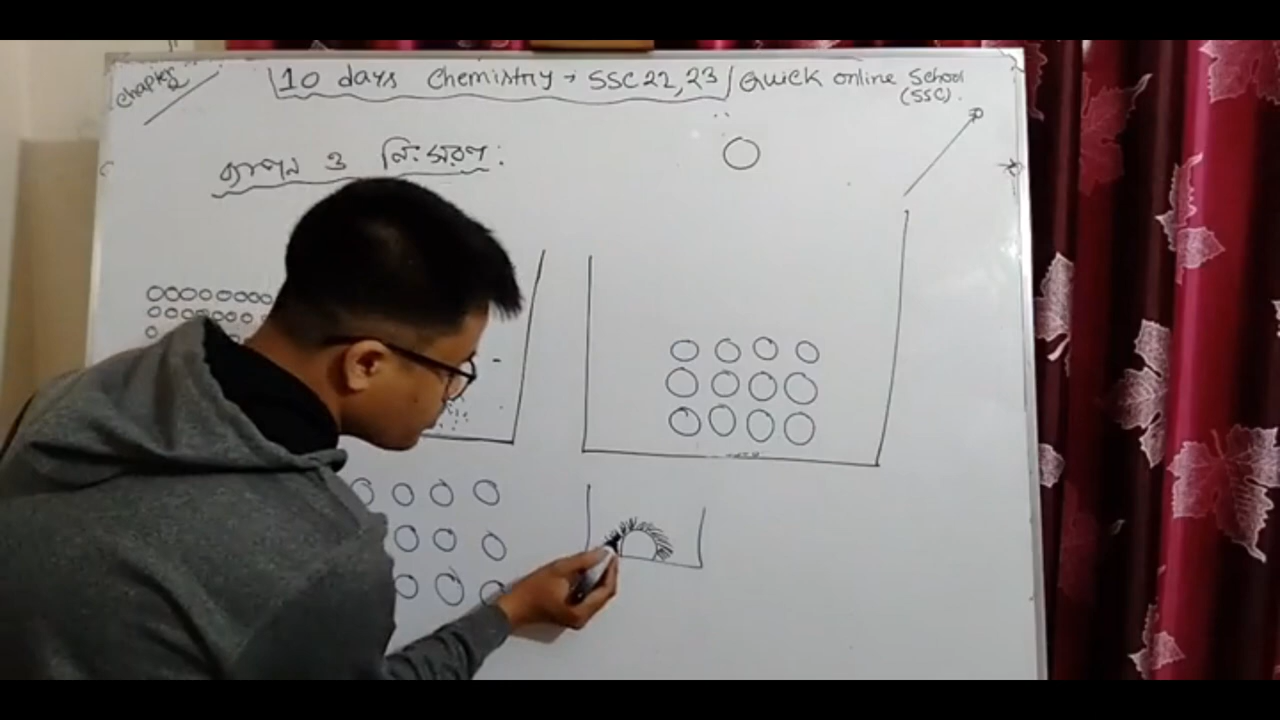 Chapter
10 days Chemistry → SSC 22, 23 / Quick online School
(SSC).
ব্যাপন ও নিঃসরণ: